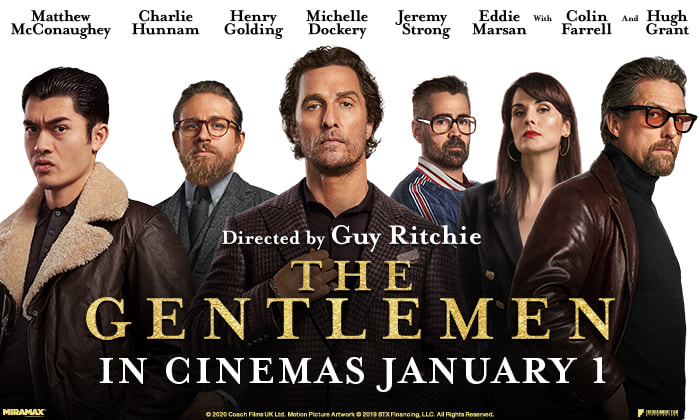 Matthew McConaughey
Charlie Hunnam
Henry Golding
Michelle Dockery
Jeremy Strong
Eddie Marsan
With Colin Farrell
And Hugh Grant
Directed by Guy Ritchie
THE
GENTLEMEN
IN CINEMAS JANUARY 1
MIRAMAX
© 2020 Coach Films UK Ltd. Motion Picture Artwork © 2019 STX Financing, LLC. All Rights Reserved.